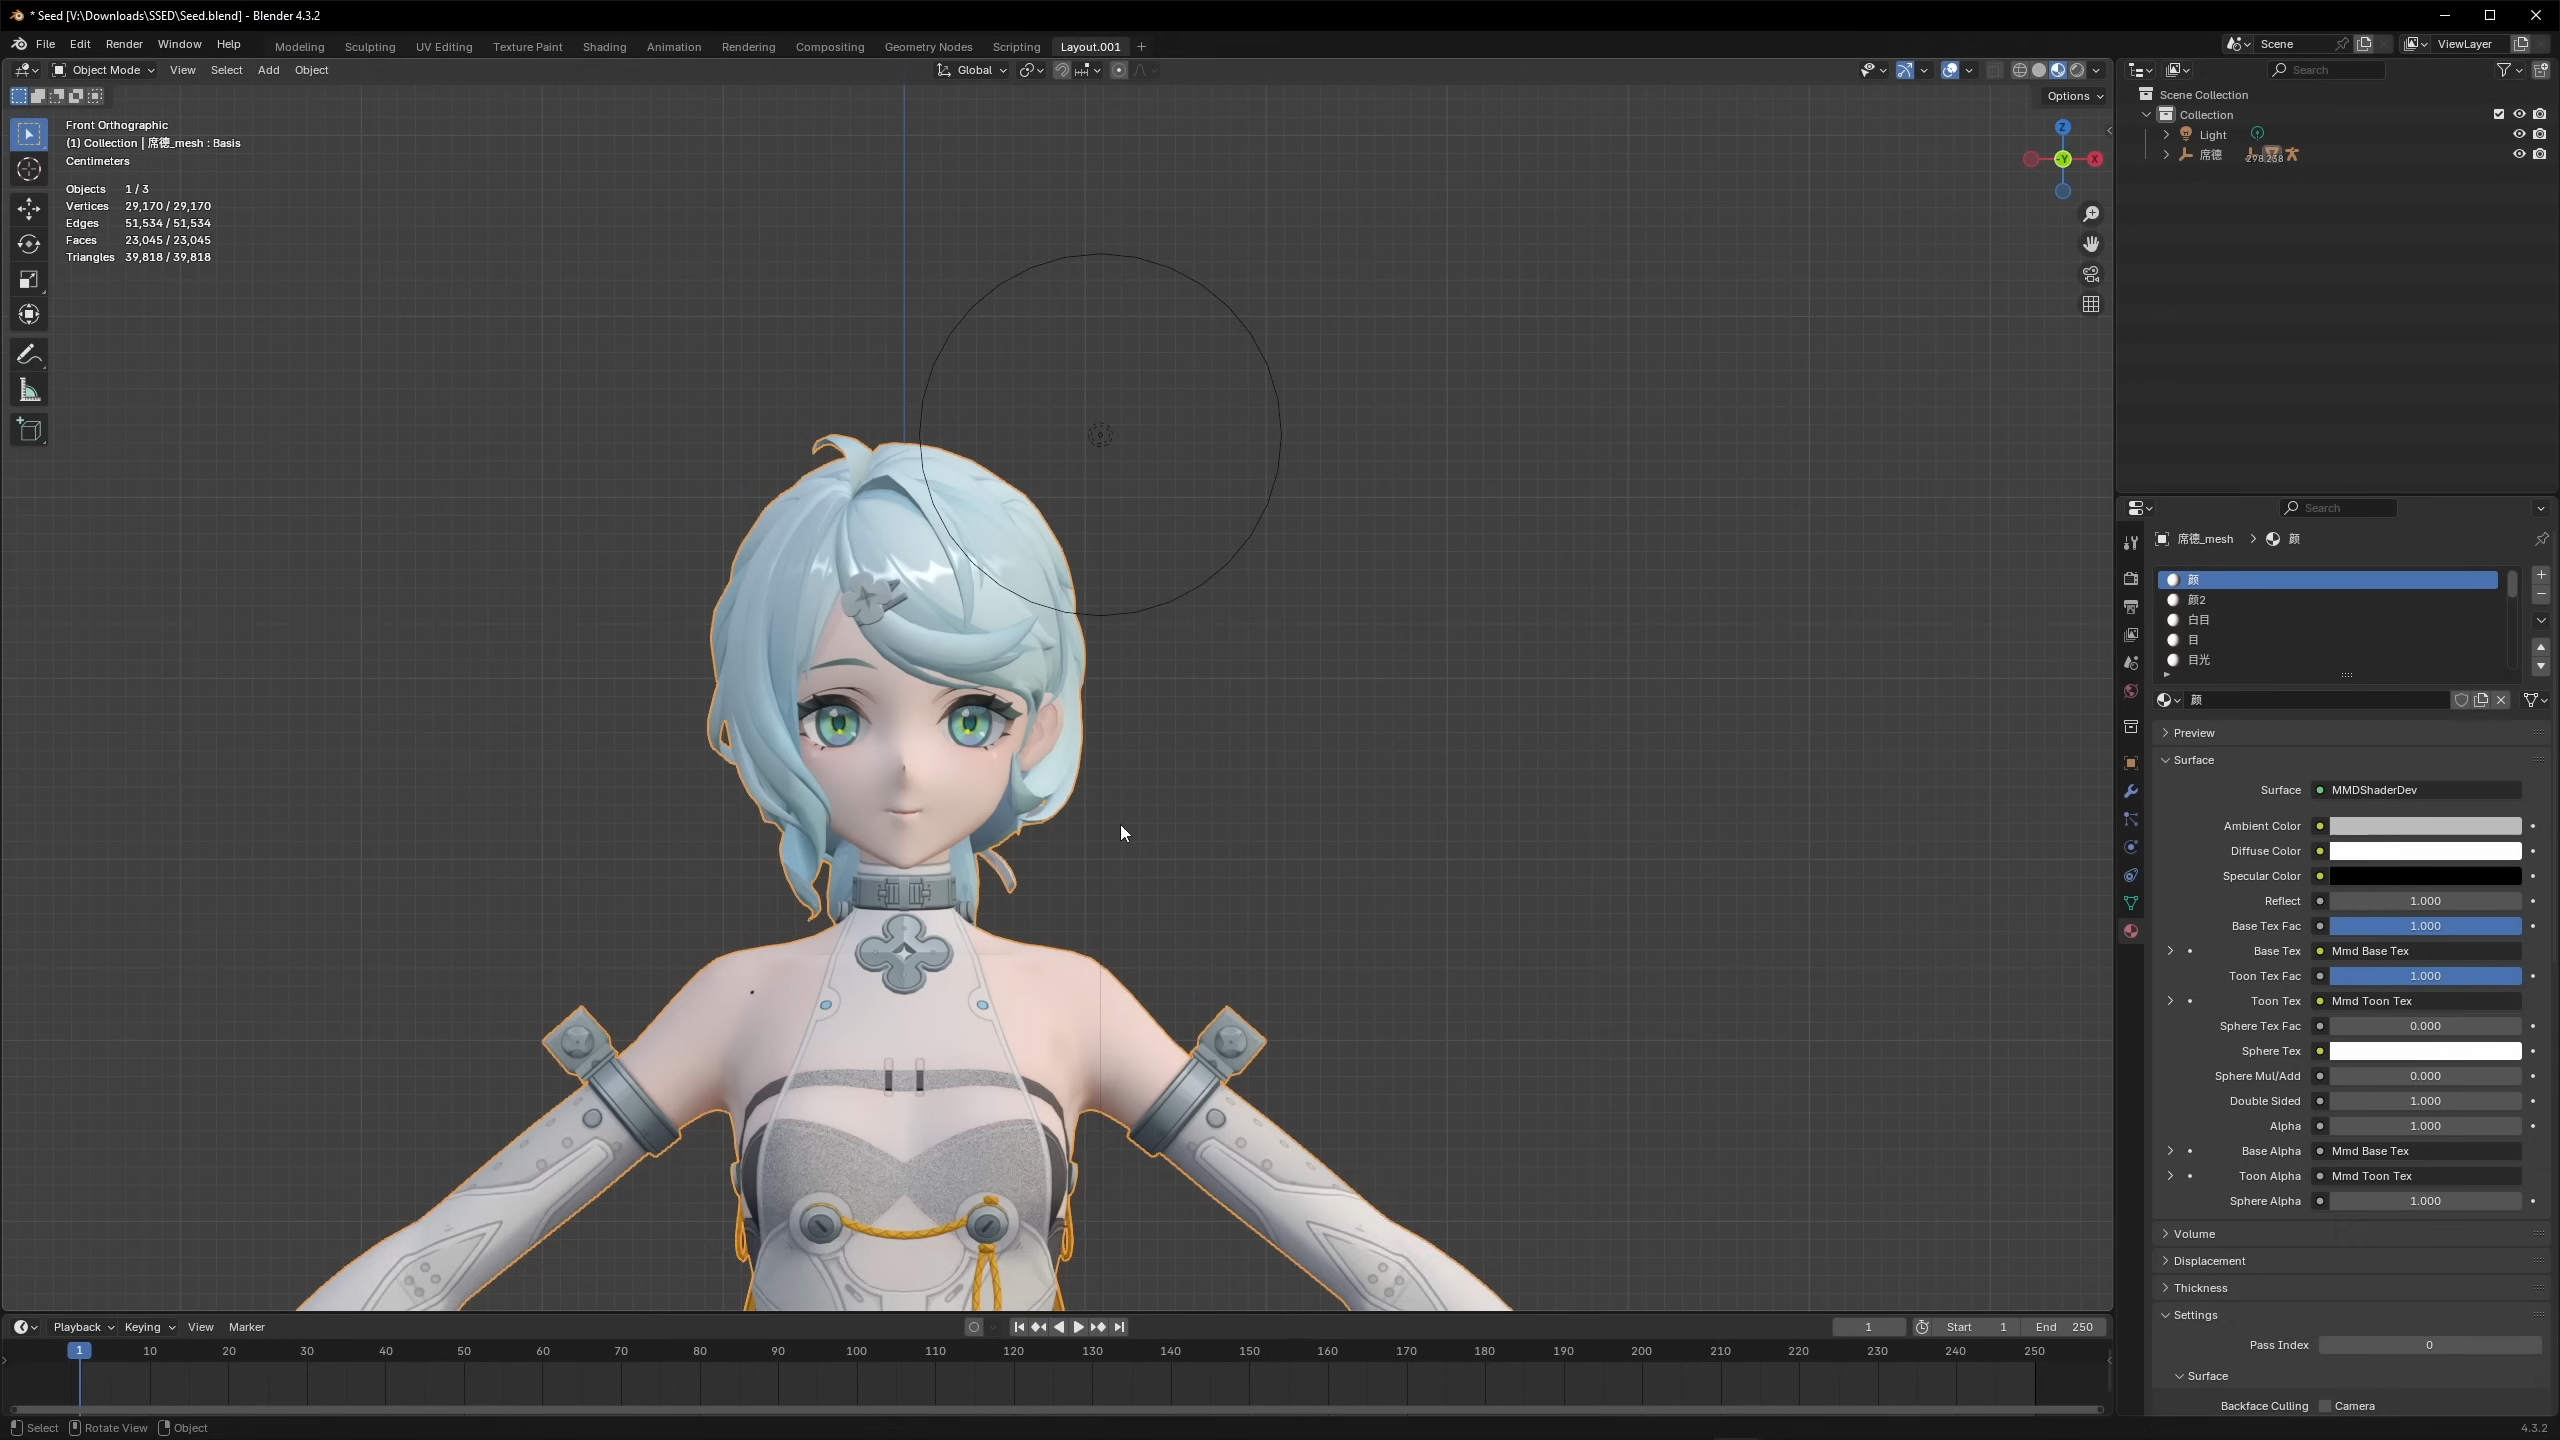 * Seed [V:\Downloads\SSED\Seed.blend] - Blender 4.3.2
File Edit Render Window Help Modeling Sculpting UV Editing Texture Paint Shading Animation Rendering Compositing Geometry Nodes Scripting Layout.001 Scene ViewLayer
Object Mode View Select Add Object Global Search
Options
Front Orthographic
(1) Collection | 席德_mesh : Basis
Centimeters
Objects 1 / 3
Vertices 29,170 / 29,170
Edges 51,534 / 51,534
Faces 23,045 / 23,045
Triangles 39,818 / 39,818
Z
-Y X
Scene Collection
Collection
Light
席德 298 238
Search
席德_mesh > 颜
颜
颜2
白目
目
目光
颜
Preview
Surface
Surface MMDShaderDev
Ambient Color
Diffuse Color
Specular Color
Reflect 1.000
Base Tex Fac 1.000
Base Tex Mmd Base Tex
Toon Tex Fac 1.000
Toon Tex Mmd Toon Tex
Sphere Tex Fac 0.000
Sphere Tex
Sphere Mul/Add 0.000
Double Sided 1.000
Alpha 1.000
Base Alpha Mmd Base Tex
Toon Alpha Mmd Toon Tex
Sphere Alpha 1.000
Volume
Displacement
Thickness
Settings
Pass Index 0
Surface
Backface Culling Camera
Playback Keying View Marker 1 Start 1 End 250
1 10 20 30 40 50 60 70 80 90 100 110 120 130 140 150 160 170 180 190 200 210 220 230 240 250
Select Rotate View Object 4.3.2